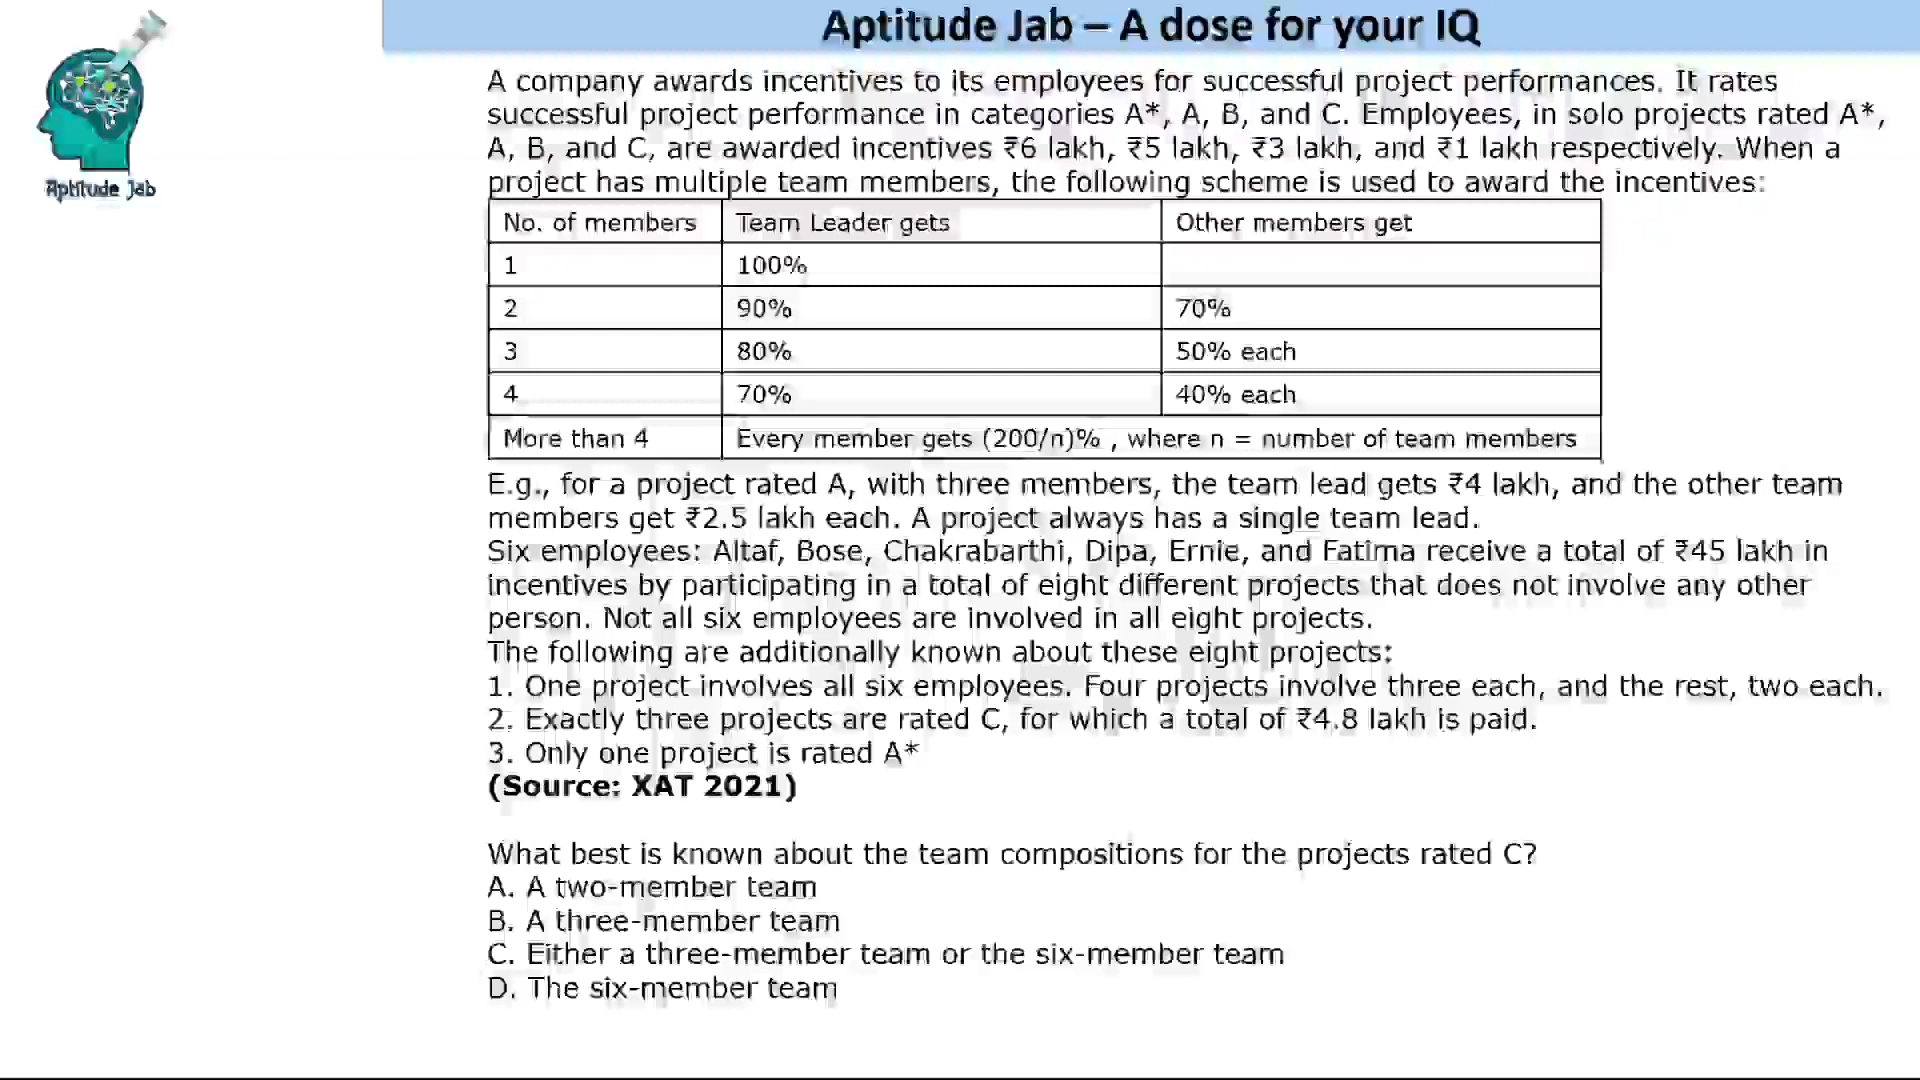 Aptitude Jab – A dose for your IQ
Aptitude Jab
A company awards incentives to its employees for successful project performances. It rates
successful project performance in categories A*, A, B, and C. Employees, in solo projects rated A*,
A, B, and C, are awarded incentives ₹6 lakh, ₹5 lakh, ₹3 lakh, and ₹1 lakh respectively. When a
project has multiple team members, the following scheme is used to award the incentives:
No. of members Team Leader gets Other members get
1 100%
2 90% 70%
3 80% 50% each
4 70% 40% each
More than 4 Every member gets (200/n)% , where n = number of team members
E.g., for a project rated A, with three members, the team lead gets ₹4 lakh, and the other team
members get ₹2.5 lakh each. A project always has a single team lead.
Six employees: Altaf, Bose, Chakrabarthi, Dipa, Ernie, and Fatima receive a total of ₹45 lakh in
incentives by participating in a total of eight different projects that does not involve any other
person. Not all six employees are involved in all eight projects.
The following are additionally known about these eight projects:
1. One project involves all six employees. Four projects involve three each, and the rest, two each.
2. Exactly three projects are rated C, for which a total of ₹4.8 lakh is paid.
3. Only one project is rated A*
(Source: XAT 2021)
What best is known about the team compositions for the projects rated C?
A. A two-member team
B. A three-member team
C. Either a three-member team or the six-member team
D. The six-member team